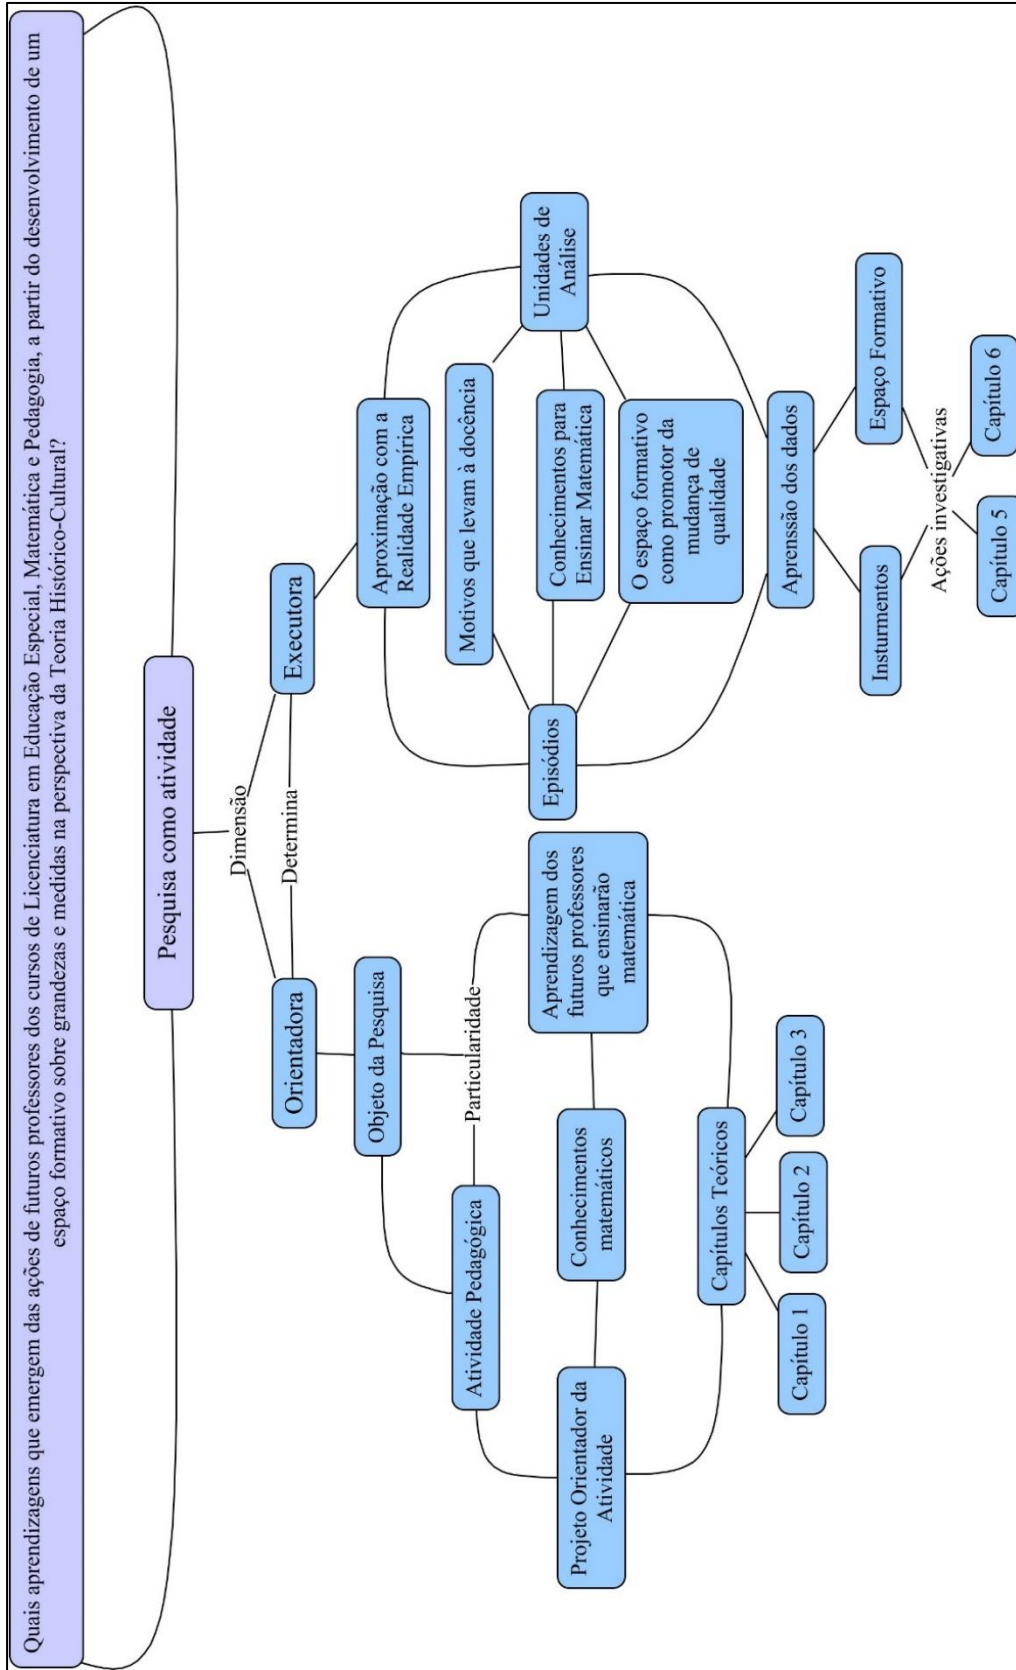 Quais aprendizagens que emergem das ações de futuros professores dos cursos de Licenciatura em Educação Especial, Matemática e Pedagogia, a partir do desenvolvimento de um
espaço formativo sobre grandezas e medidas na perspectiva da Teoria Histórico-Cultural?
Pesquisa como atividade
Dimensão
Orientadora
Determina
Executora
Objeto da Pesquisa
Atividade Pedagógica
Particularidade
Projeto Orientador da
Atividade
Conhecimentos
matemáticos
Aprendizagem dos
futuros professores
que ensinarão
matemática
Capítulos Teóricos
Capítulo 1
Capítulo 2
Capítulo 3
Aproximação com a
Realidade Empírica
Episódios
Motivos que levam à docência
Conhecimentos para
Ensinar Matemática
O espaço formativo
como promotor da
mudança de
qualidade
Unidades de
Análise
Aprenssão dos dados
Insturmentos
Espaço Formativo
Ações investigativas
Capítulo 5
Capítulo 6